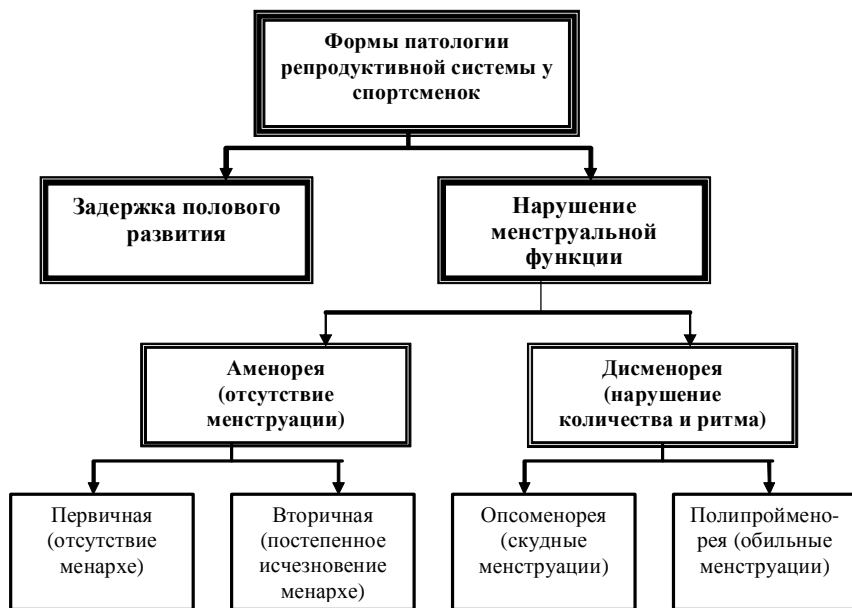 Формы патологии
репродуктивной системы у
спортсменок
Задержка полового
развития
Нарушение
менструальной
функции
Аменорея
(отсутствие
менструации)
Дисменорея
(нарушение
количества и ритма)
Первичная
(отсутствие
менархе)
Вторичная
(постепенное
исчезновение
менархе)
Опсоменорея
(скудные
менструации)
Полипроймено-
рея (обильные
менструации)